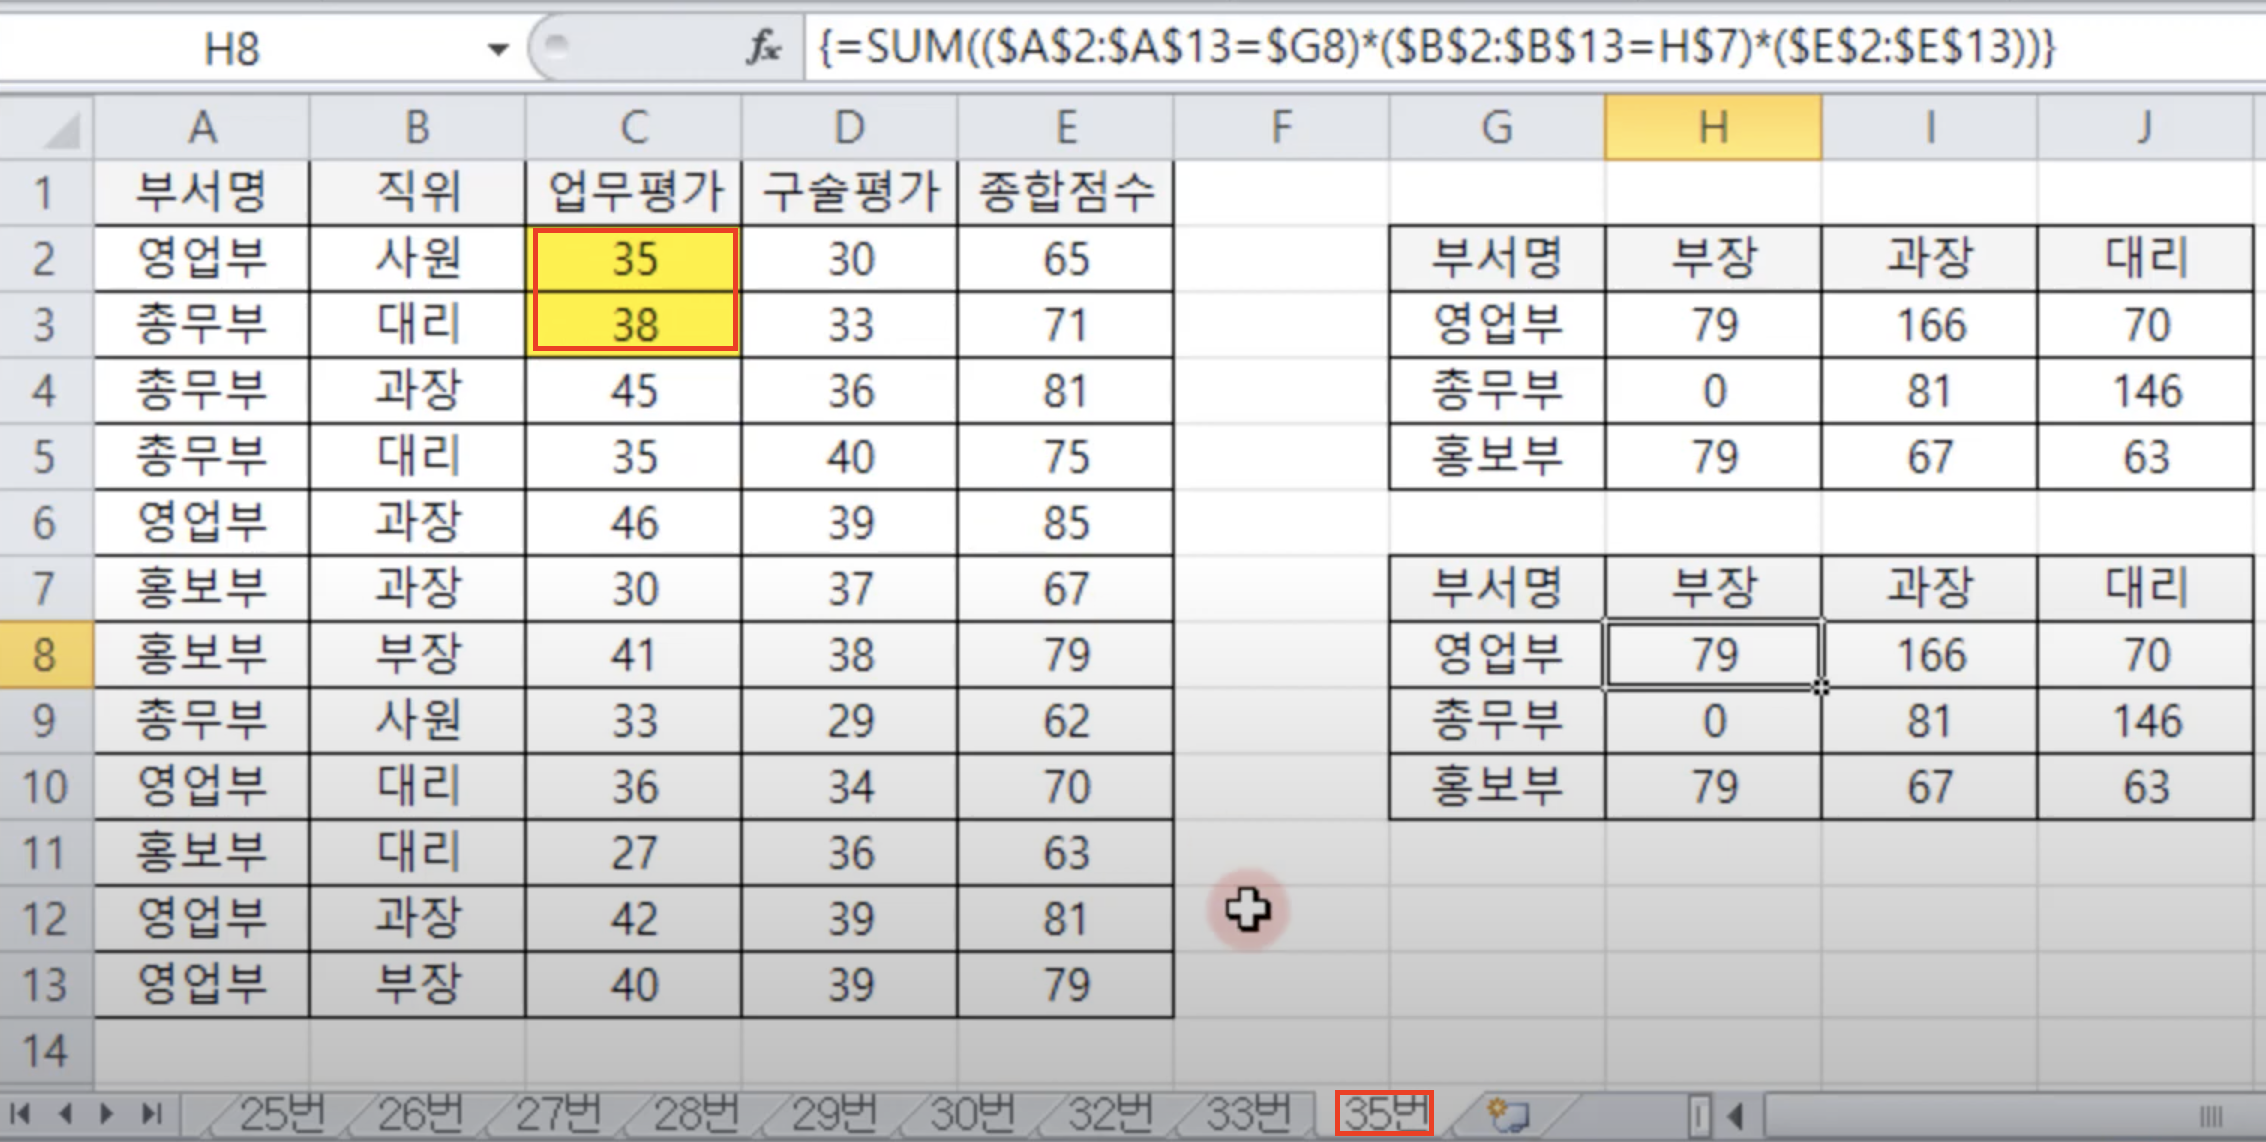 H8 fx {=SUM(($A$2:$A$13=$G8)*($B$2:$B$13=H$7)*($E$2:$E$13))}
A B C D E F G H I J
1 부서명 직위 업무평가 구술평가 종합점수
2 영업부 사원 35 30 65 부서명 부장 과장 대리
3 총무부 대리 38 33 71 영업부 79 166 70
4 총무부 과장 45 36 81 총무부 0 81 146
5 총무부 대리 35 40 75 홍보부 79 67 63
6 영업부 과장 46 39 85
7 홍보부 과장 30 37 67 부서명 부장 과장 대리
8 홍보부 부장 41 38 79 영업부 79 166 70
9 총무부 사원 33 29 62 총무부 0 81 146
10 영업부 대리 36 34 70 홍보부 79 67 63
11 홍보부 대리 27 36 63
12 영업부 과장 42 39 81
13 영업부 부장 40 39 79
14
25번 26번 27번 28번 29번 30번 32번 33번 35번